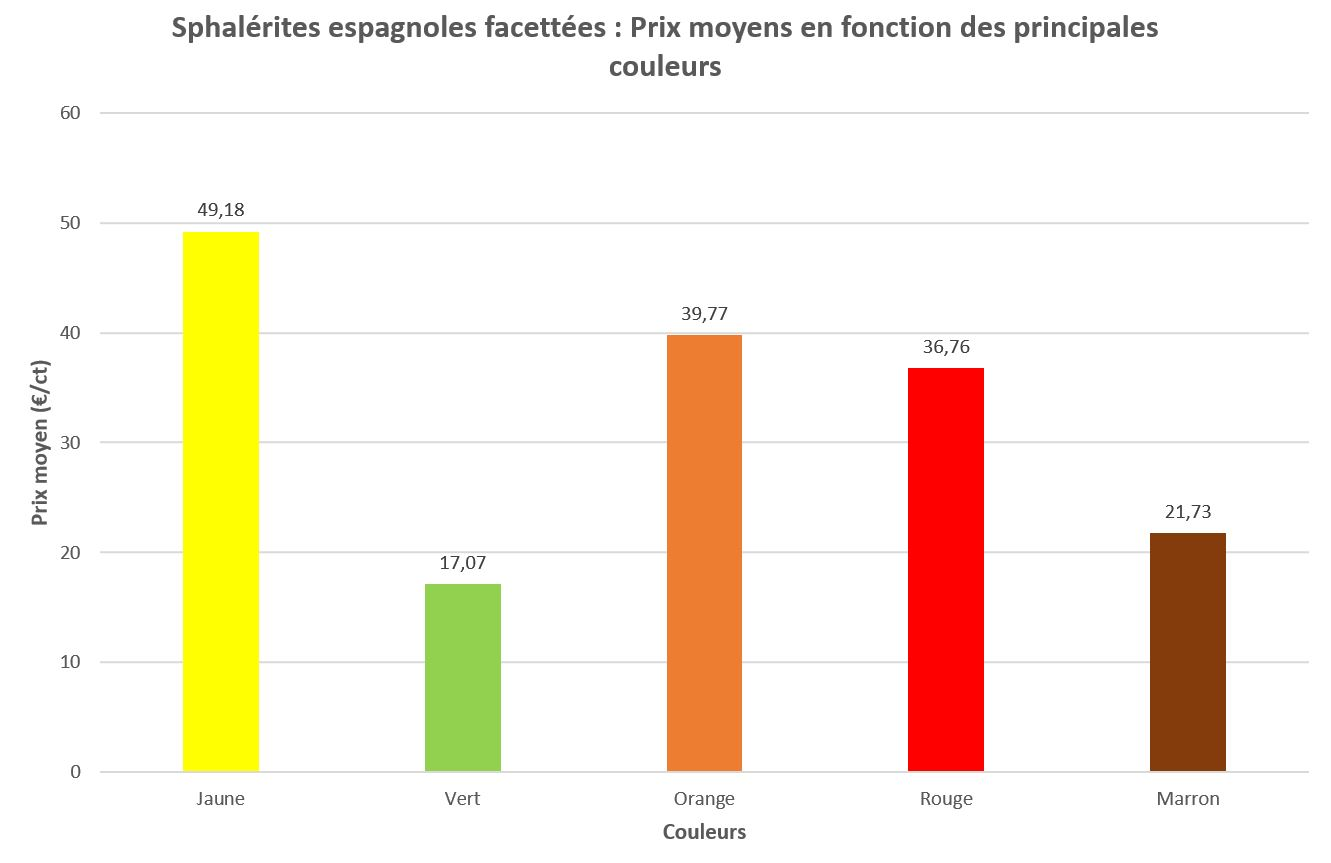 Sphalérites espagnoles facettées : Prix moyens en fonction des principales
couleurs
60
50
40
30
20
10
0
Prix moyen (€/ct)
49,18
17,07
39,77
36,76
21,73
Jaune
Vert
Orange
Rouge
Marron
Couleurs